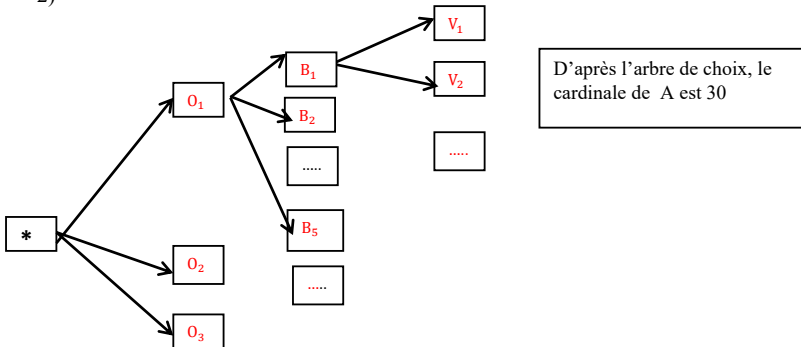 2)
V₁
B₁
O₁
V₂
B₂
.....
.....
*
B₅
O₂
.....
O₃
D’après l’arbre de choix, le
cardinale de A est 30